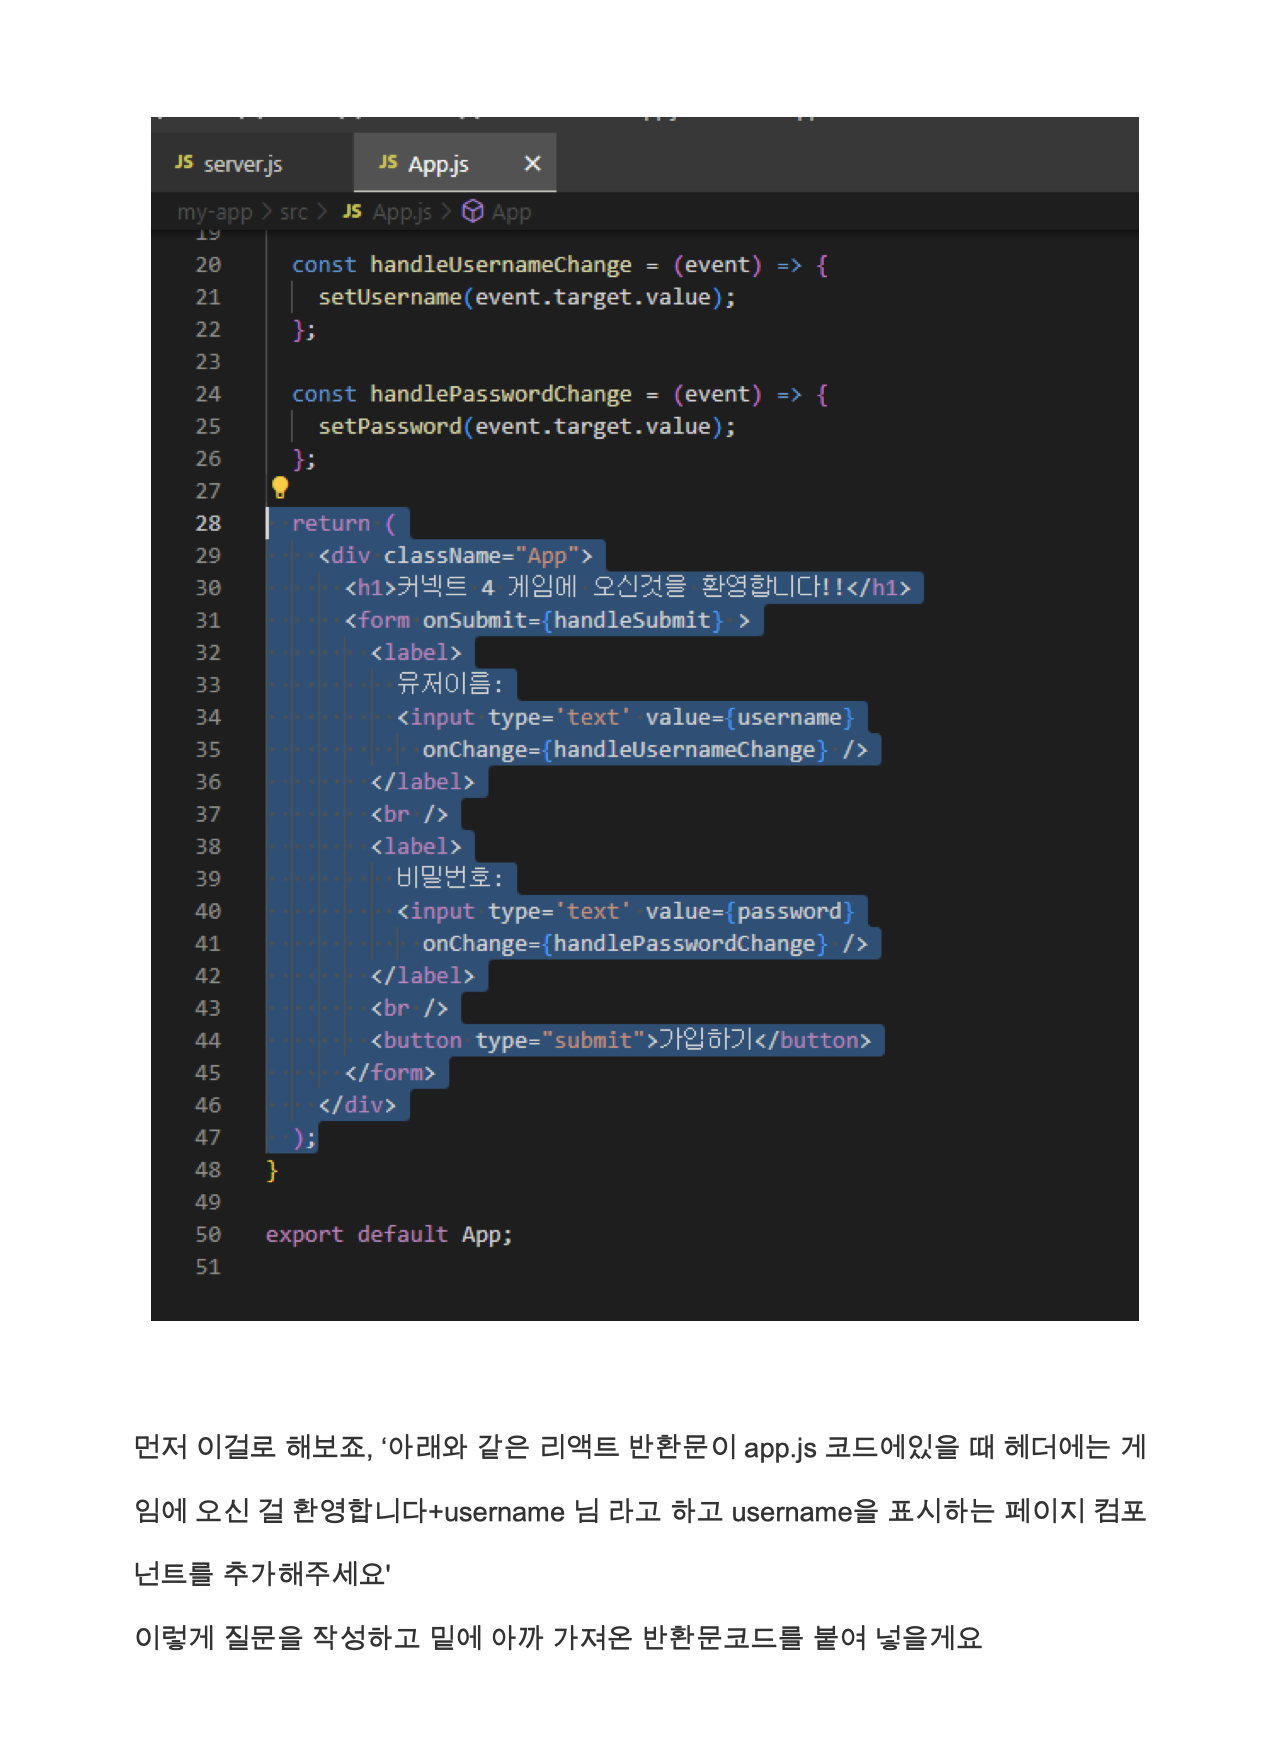 JS server.js JS App.js ×
my-app > src > JS App.js > App
19
20 const handleUsernameChange = (event) => {
21 setUsername(event.target.value);
22 };
23
24 const handlePasswordChange = (event) => {
25 setPassword(event.target.value);
26 };
27
28 return (
29 <div className="App">
30 <h1>커넥트 4 게임에 오신것을 환영합니다!!</h1>
31 <form onSubmit={handleSubmit} >
32 <label>
33 유저이름:
34 <input type='text' value={username}
35 onChange={handleUsernameChange} />
36 </label>
37 <br />
38 <label>
39 비밀번호:
40 <input type='text' value={password}
41 onChange={handlePasswordChange} />
42 </label>
43 <br />
44 <button type="submit">가입하기</button>
45 </form>
46 </div>
47 );
48 }
49
50 export default App;
51
먼저 이걸로 해보죠, ‘아래와 같은 리액트 반환문이 app.js 코드에있을 때 헤더에는 게
임에 오신 걸 환영합니다+username 님 라고 하고 username을 표시하는 페이지 컴포
넌트를 추가해주세요'
이렇게 질문을 작성하고 밑에 아까 가져온 반환문코드를 붙여 넣을게요